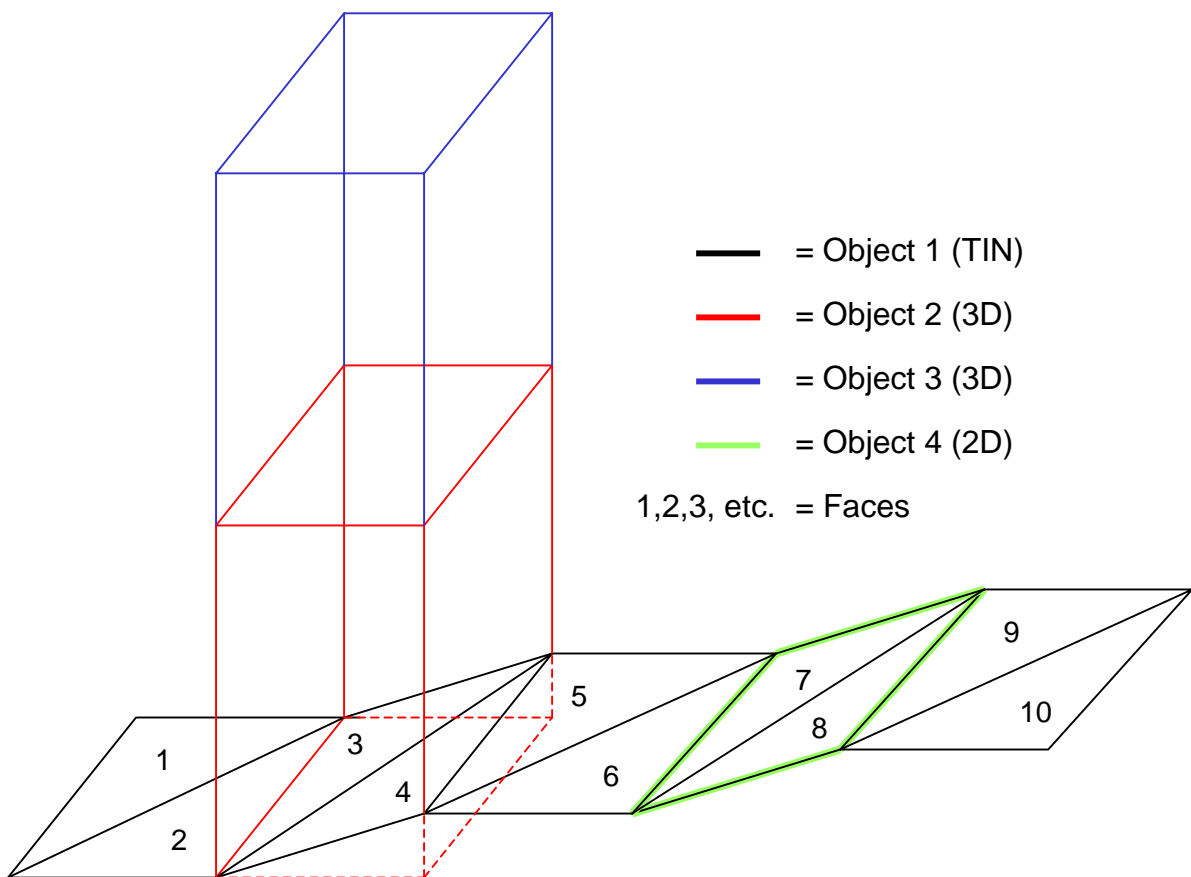 = Object 1 (TIN)
= Object 2 (3D)
= Object 3 (3D)
= Object 4 (2D)
1,2,3, etc. = Faces
1
2
3
4
5
6
7
8
9
10